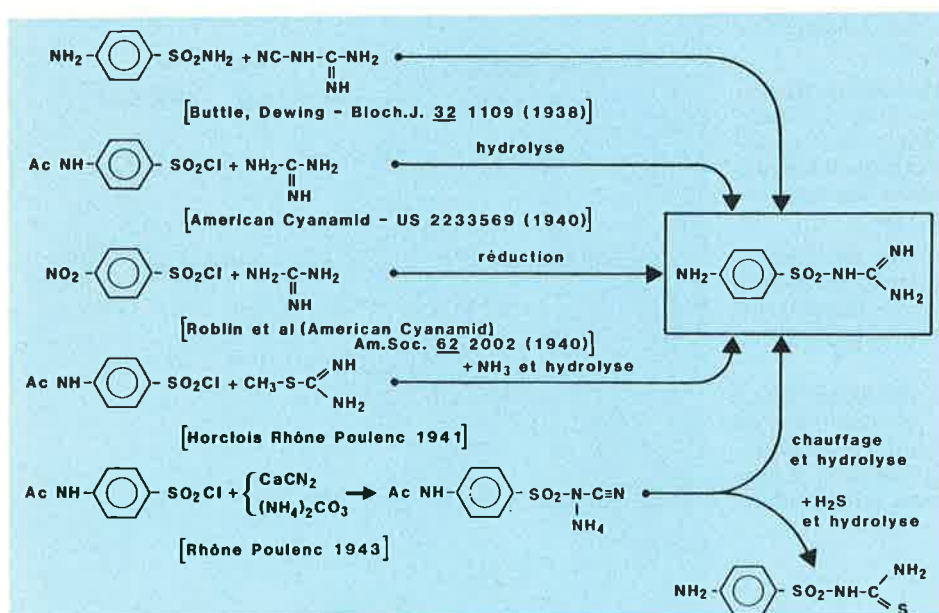 NH2- -SO2NH2 + NC-NH-C-NH2
NH
[Buttle, Dewing - Bioch.J. 32 1109 (1938)]
Ac NH- -SO2Cl + NH2-C-NH2
NH
hydrolyse
[American Cyanamid - US 2233569 (1940)]
NO2- -SO2Cl + NH2-C-NH2
NH
réduction
[Roblin et al (American Cyanamid)
Am.Soc. 62 2002 (1940)]
NH2- -SO2-NH-C
NH
NH2
Ac NH- -SO2Cl + CH3-S-C
NH
NH2
+NH3 et hydrolyse
[Horclois Rhône Poulenc 1941]
Ac NH- -SO2Cl + { CaCN2
(NH4)2CO3
Ac NH- -SO2-N-C≡N
NH4
[Rhône Poulenc 1943]
chauffage
et hydrolyse
+H2S
et hydrolyse
NH2- -SO2-NH-C
NH2
S